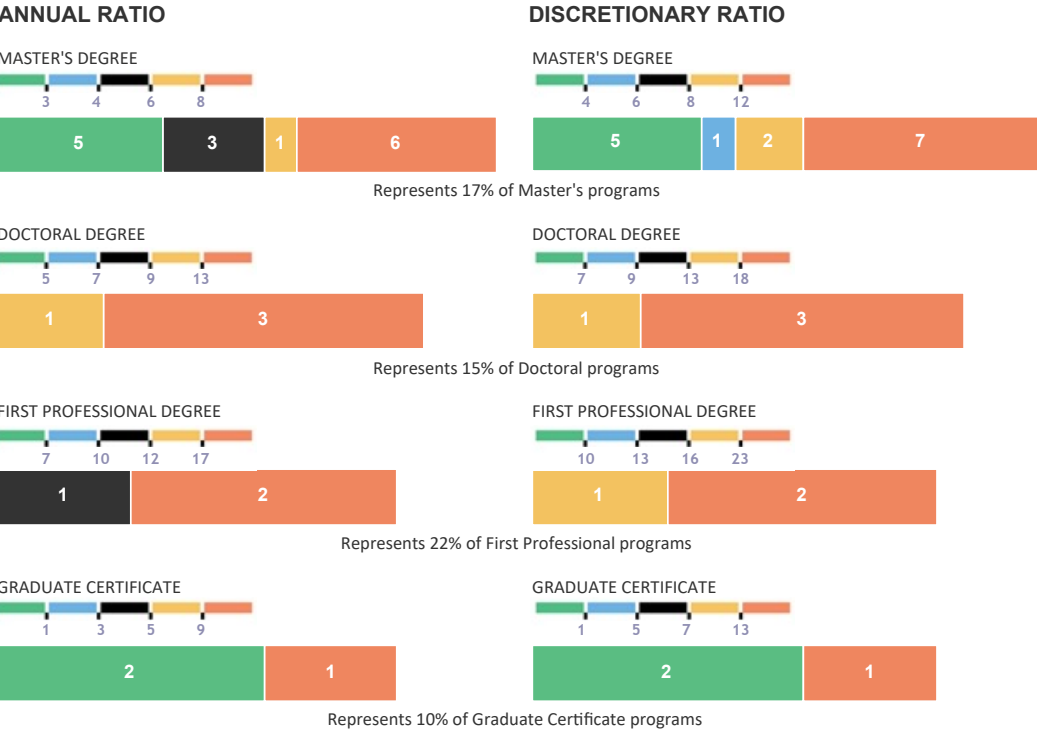 ANNUAL RATIO DISCRETIONARY RATIO
MASTER'S DEGREE MASTER'S DEGREE
3 4 6 8 4 6 8 12
5 3 1 6 5 1 2 7
Represents 17% of Master's programs
DOCTORAL DEGREE DOCTORAL DEGREE
5 7 9 13 7 9 13 18
1 3 1 3
Represents 15% of Doctoral programs
FIRST PROFESSIONAL DEGREE FIRST PROFESSIONAL DEGREE
7 10 12 17 10 13 16 23
1 2 1 2
Represents 22% of First Professional programs
GRADUATE CERTIFICATE GRADUATE CERTIFICATE
1 3 5 9 1 5 7 13
2 1 2 1
Represents 10% of Graduate Certificate programs